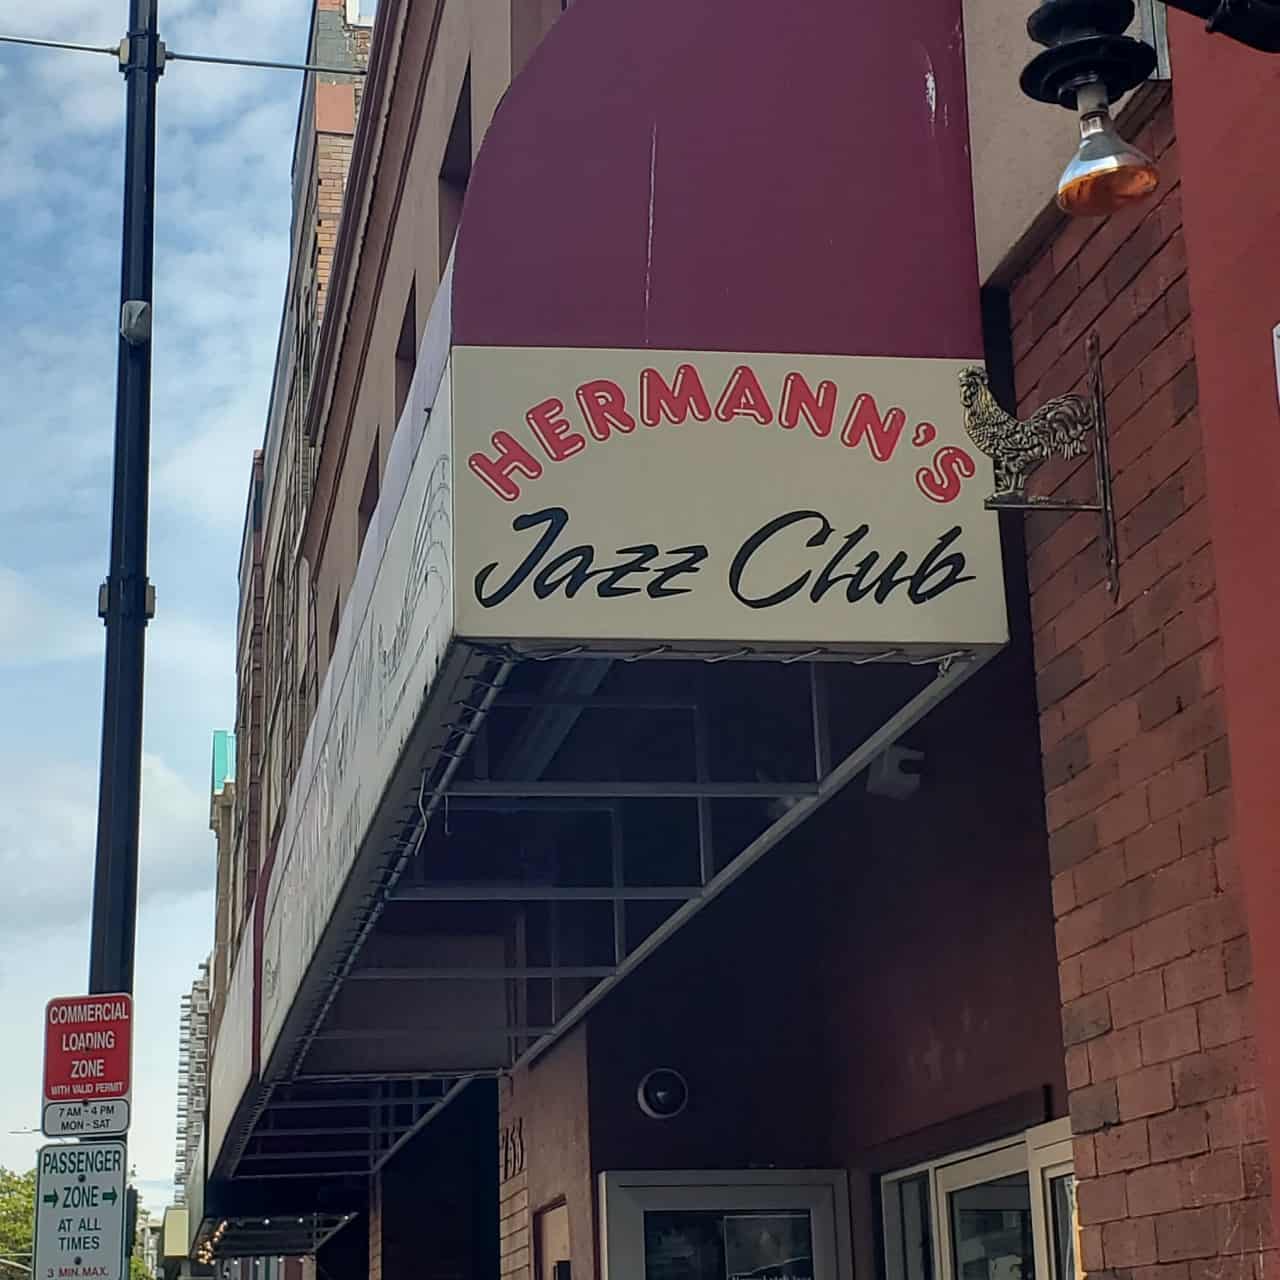 HERMANN'S
Jazz Club
COMMERCIAL
LOADING
ZONE
WITH VALID PERMIT
7 AM - 4 PM
MON - SAT
PASSENGER
ZONE
AT ALL
TIMES
3 MIN. MAX.
753